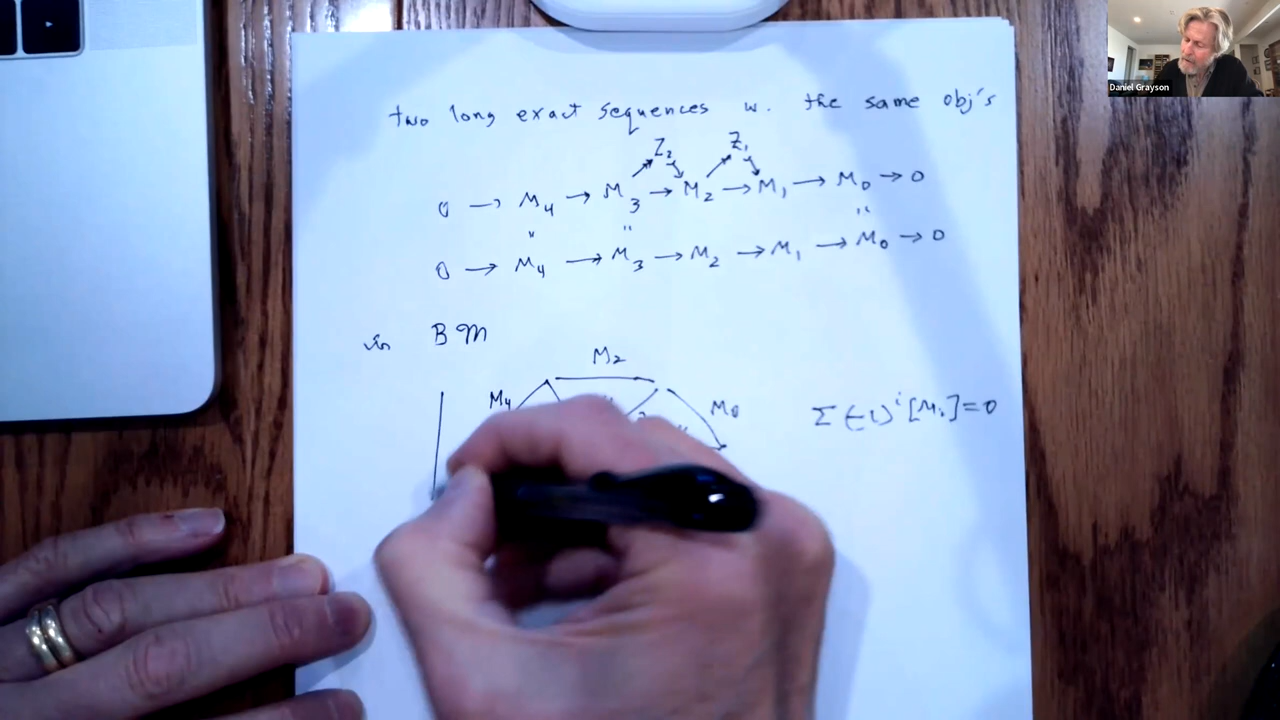 Daniel Grayson
two long exact sequences w. the same obj's
Z₂ Z₁
0 → M₄ → M₃ → M₂ → M₁ → M₀ → 0
" " "
0 → M₄ → M₃ → M₂ → M₁ → M₀ → 0
in B 𝔐
M₂
M₄ M₀
Σ (-1)ⁱ [Mᵢ] = 0